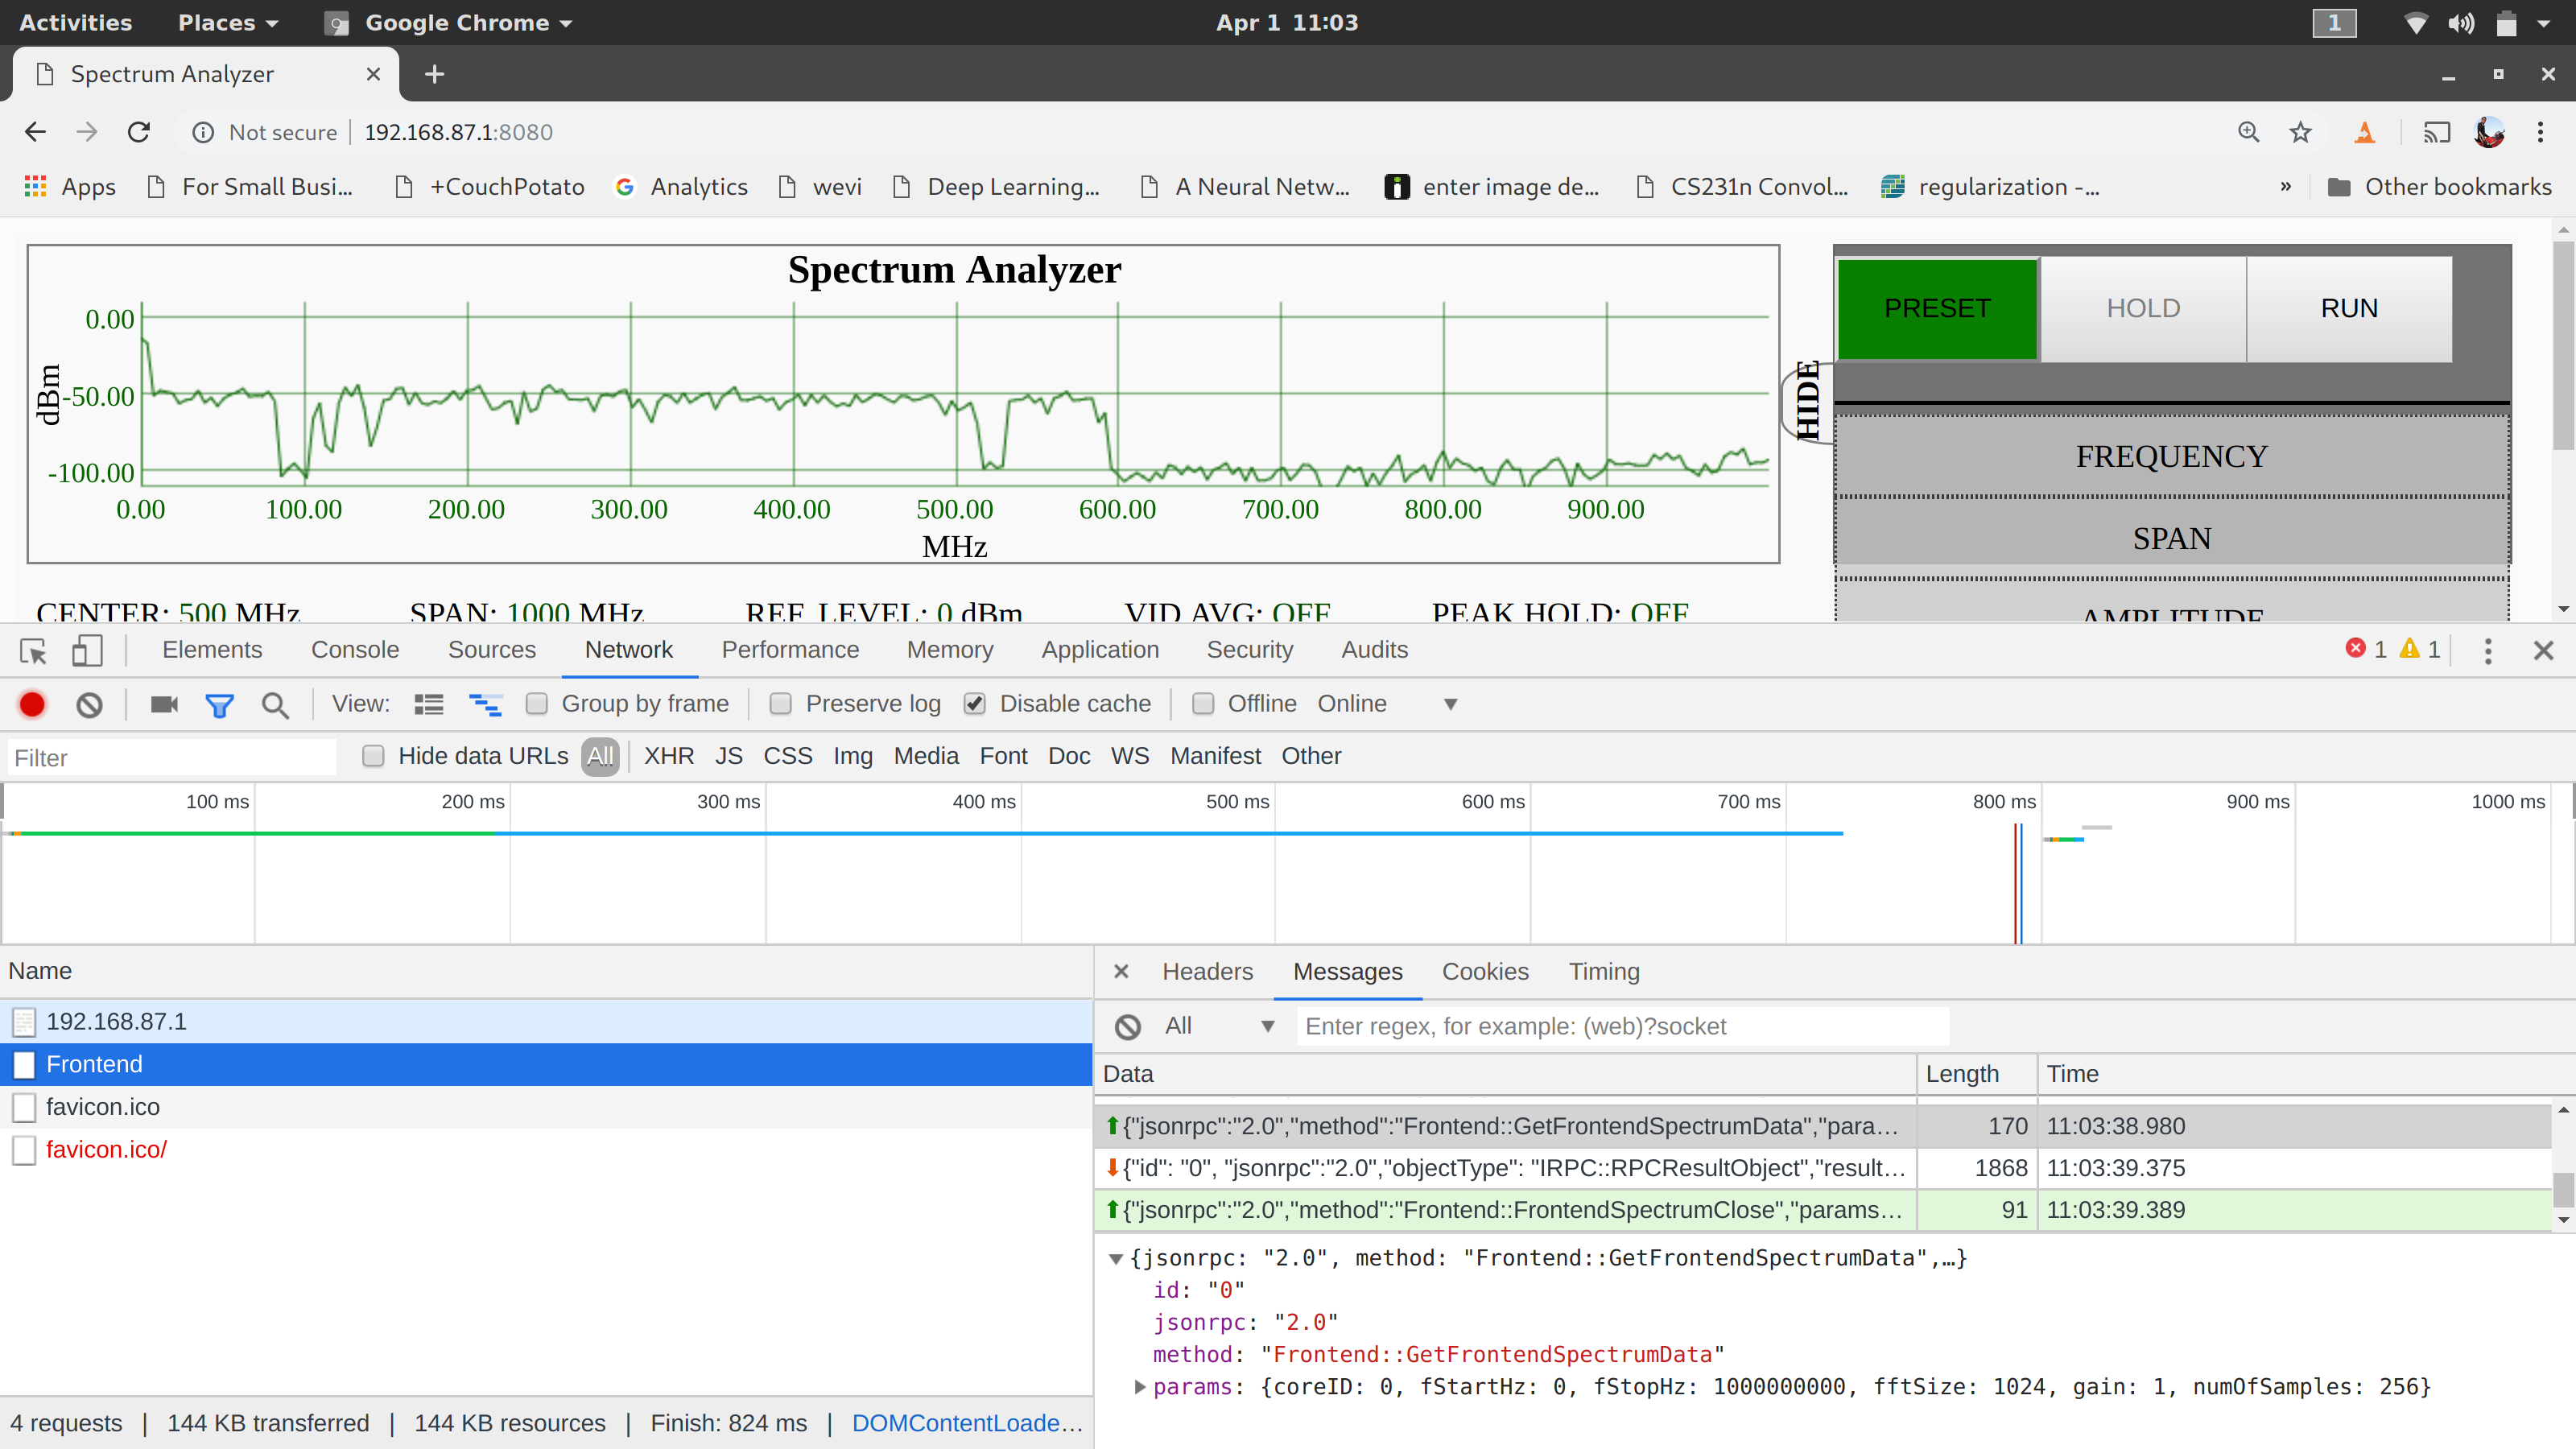 Activities Places Google Chrome Apr 1 11:03 1
Spectrum Analyzer
Not secure 192.168.87.1:8080
Apps For Small Busi... +CouchPotato Analytics wevi Deep Learning... A Neural Netw... enter image de... CS231n Convol... regularization -... » Other bookmarks
Spectrum Analyzer
0.00
-50.00
-100.00
dBm
0.00 100.00 200.00 300.00 400.00 500.00 600.00 700.00 800.00 900.00
MHz
HIDE
PRESET HOLD RUN
FREQUENCY
SPAN
AMPLITUDE
CENTER: 500 MHz SPAN: 1000 MHz REF. LEVEL: 0 dBm VID AVG: OFF PEAK HOLD: OFF
Elements Console Sources Network Performance Memory Application Security Audits 1 1
View: Group by frame Preserve log Disable cache Offline Online
Filter Hide data URLs All XHR JS CSS Img Media Font Doc WS Manifest Other
100 ms 200 ms 300 ms 400 ms 500 ms 600 ms 700 ms 800 ms 900 ms 1000 ms
Name
192.168.87.1
Frontend
favicon.ico
favicon.ico/
4 requests | 144 KB transferred | 144 KB resources | Finish: 824 ms | DOMContentLoade...
Headers Messages Cookies Timing
All Enter regex, for example: (web)?socket
Data Length Time
{"jsonrpc":"2.0","method":"Frontend::GetFrontendSpectrumData","para... 170 11:03:38.980
{"id": "0", "jsonrpc":"2.0","objectType": "IRPC::RPCResultObject","result... 1868 11:03:39.375
{"jsonrpc":"2.0","method":"Frontend::FrontendSpectrumClose","params... 91 11:03:39.389
{jsonrpc: "2.0", method: "Frontend::GetFrontendSpectrumData",…}
id: "0"
jsonrpc: "2.0"
method: "Frontend::GetFrontendSpectrumData"
params: {coreID: 0, fStartHz: 0, fStopHz: 1000000000, fftSize: 1024, gain: 1, numOfSamples: 256}